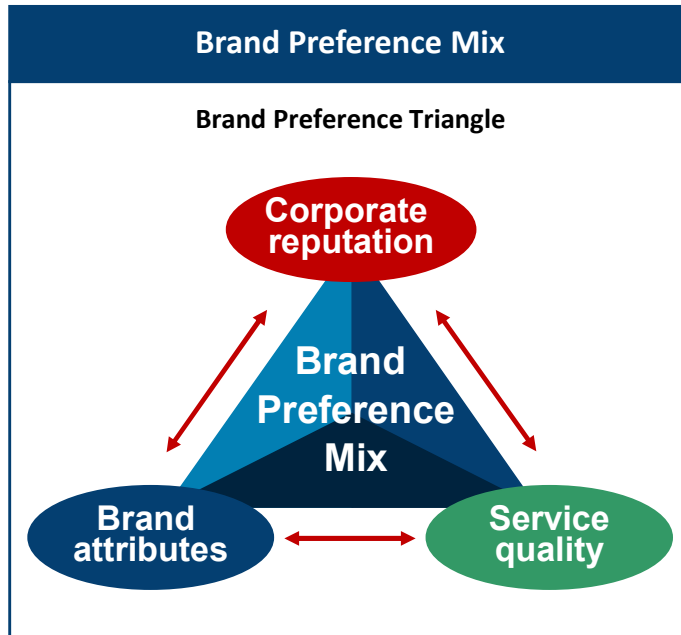 Brand Preference Mix
Brand Preference Triangle
Corporate
reputation
Brand
Preference
Mix
Brand
attributes
Service
quality